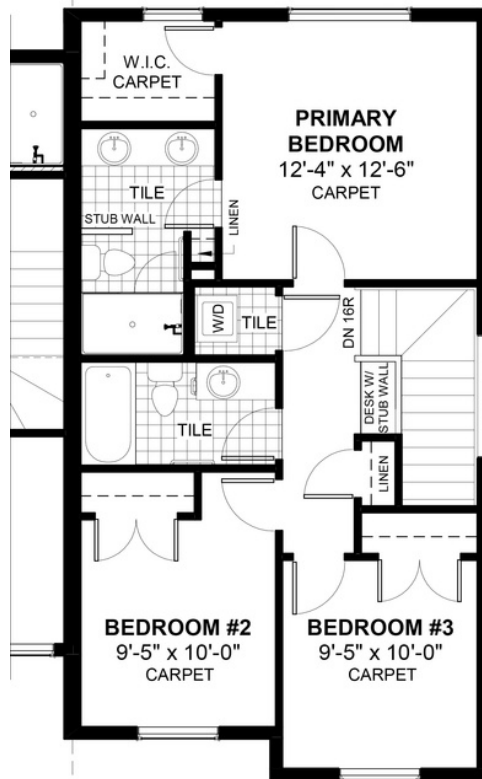 W.I.C.
CARPET
PRIMARY
BEDROOM
12'-4" x 12'-6"
CARPET
TILE
STUB WALL
LINEN
W/D
TILE
DN 16R
DESK W/
STUB WALL
TILE
LINEN
BEDROOM #2
9'-5" x 10'-0"
CARPET
BEDROOM #3
9'-5" x 10'-0"
CARPET